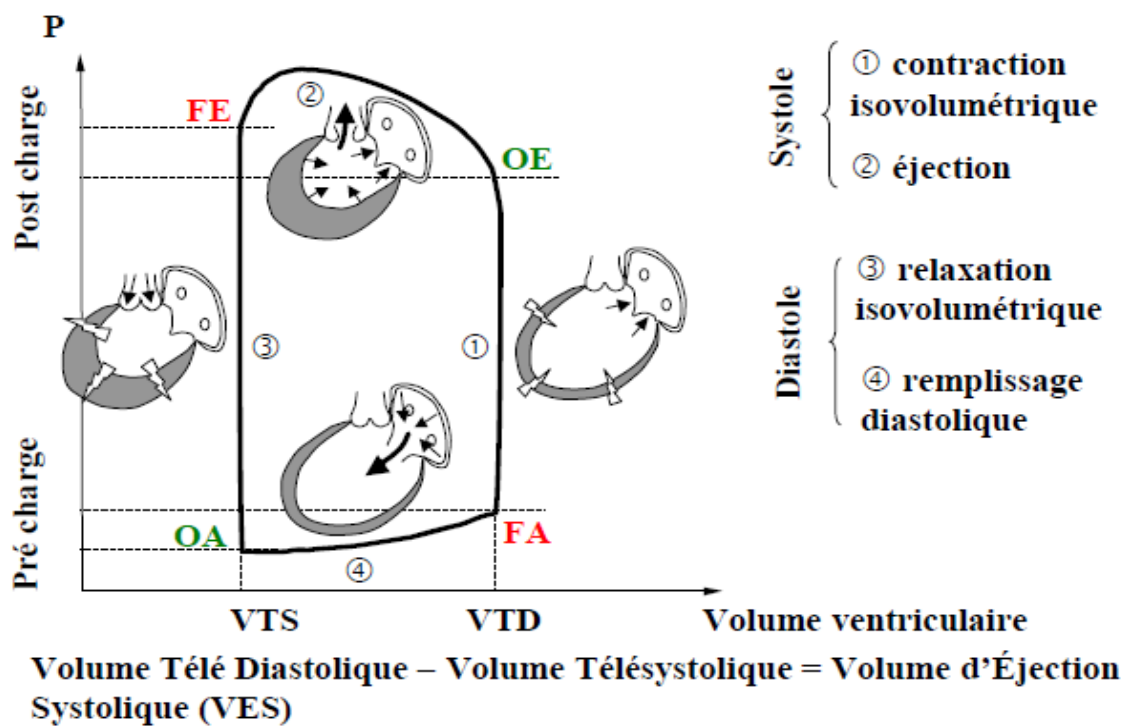 P
Post charge
Pré charge
FE
②
OE
③
①
OA
FA
④
VTS
VTD
Volume ventriculaire
Systole
① contraction
isovolumétrique
② éjection
Diastole
③ relaxation
isovolumétrique
④ remplissage
diastolique
Volume Télé Diastolique – Volume Télésystolique = Volume d’Éjection
Systolique (VES)